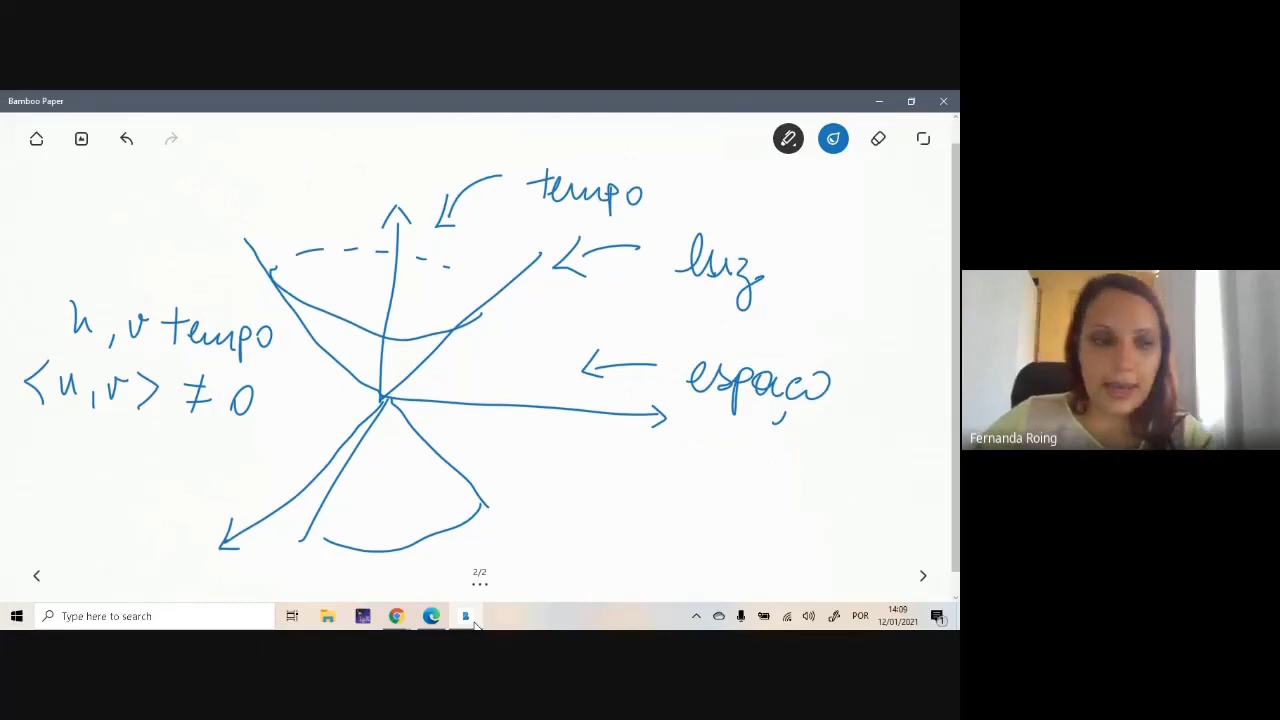 Bamboo Paper
tempo
luz
u, v tempo
<u, v> ≠ 0
espaço
Fernanda Roing
2/2
Type here to search
POR
14:09
12/01/2021